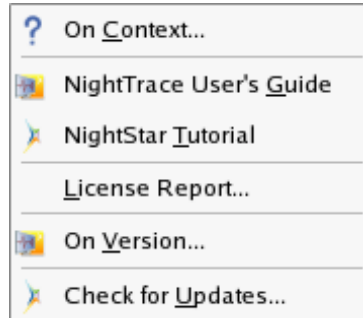 On Context...
NightTrace User's Guide
NightStar Tutorial
License Report...
On Version...
Check for Updates...